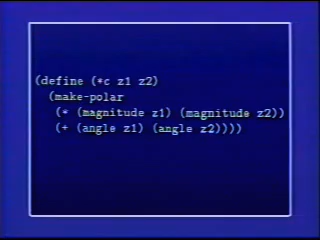 (define (*c z1 z2)
(make-polar
(* (magnitude z1) (magnitude z2))
(+ (angle z1) (angle z2))))